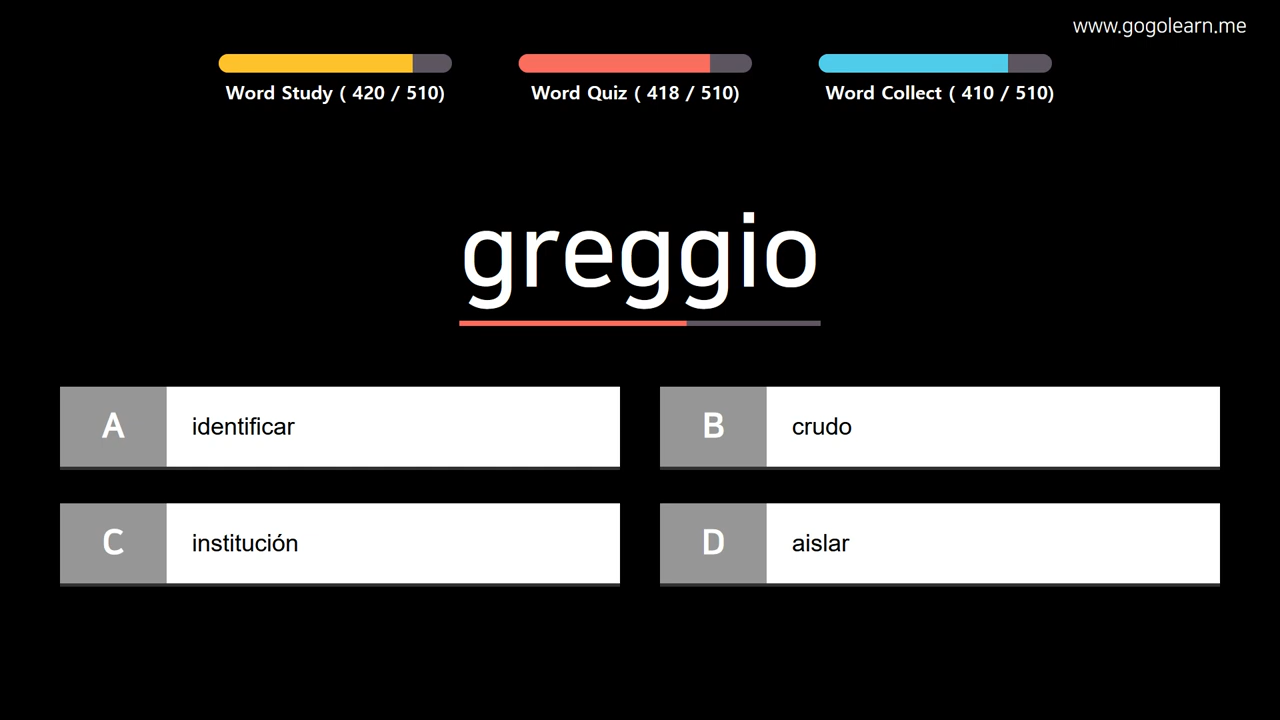 www.gogolearn.me
Word Study ( 420 / 510)
Word Quiz ( 418 / 510)
Word Collect ( 410 / 510)
greggio
A identificar
B crudo
C institución
D aislar